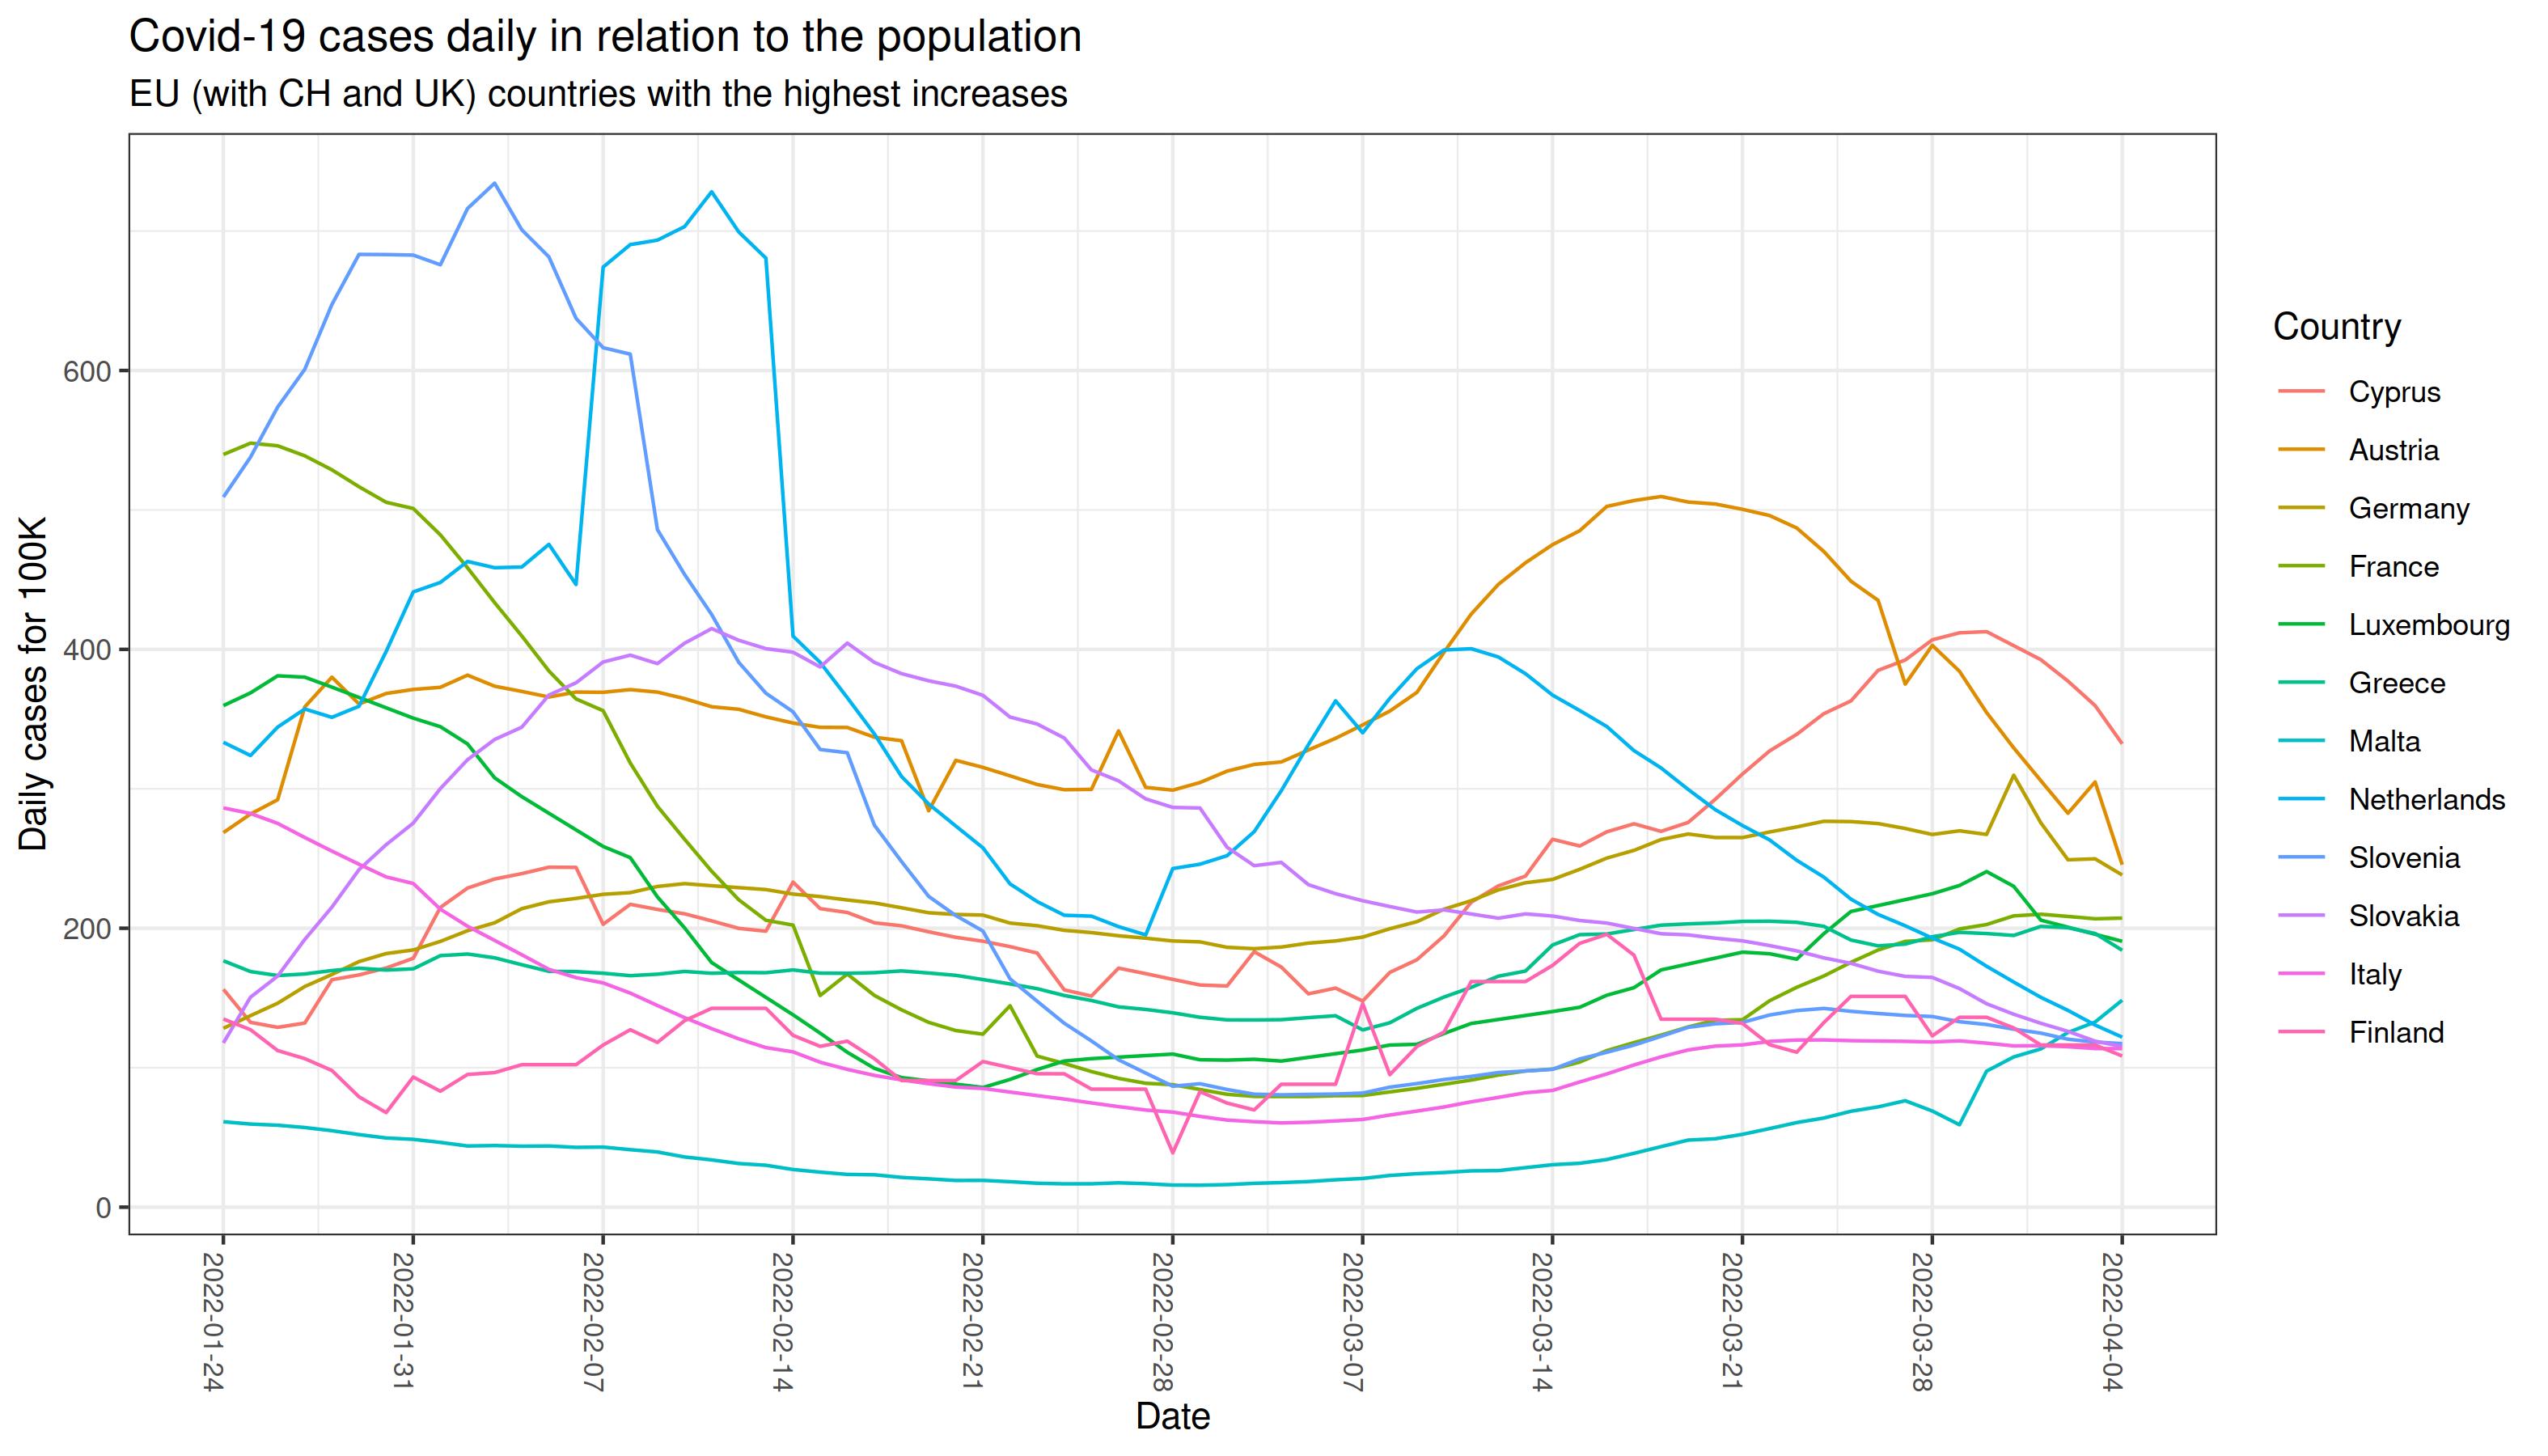 Covid-19 cases daily in relation to the population
EU (with CH and UK) countries with the highest increases
Daily cases for 100K
600
400
200
0
2022-01-24
2022-01-31
2022-02-07
2022-02-14
2022-02-21
2022-02-28
2022-03-07
2022-03-14
2022-03-21
2022-03-28
2022-04-04
Date
Country
Cyprus
Austria
Germany
France
Luxembourg
Greece
Malta
Netherlands
Slovenia
Slovakia
Italy
Finland